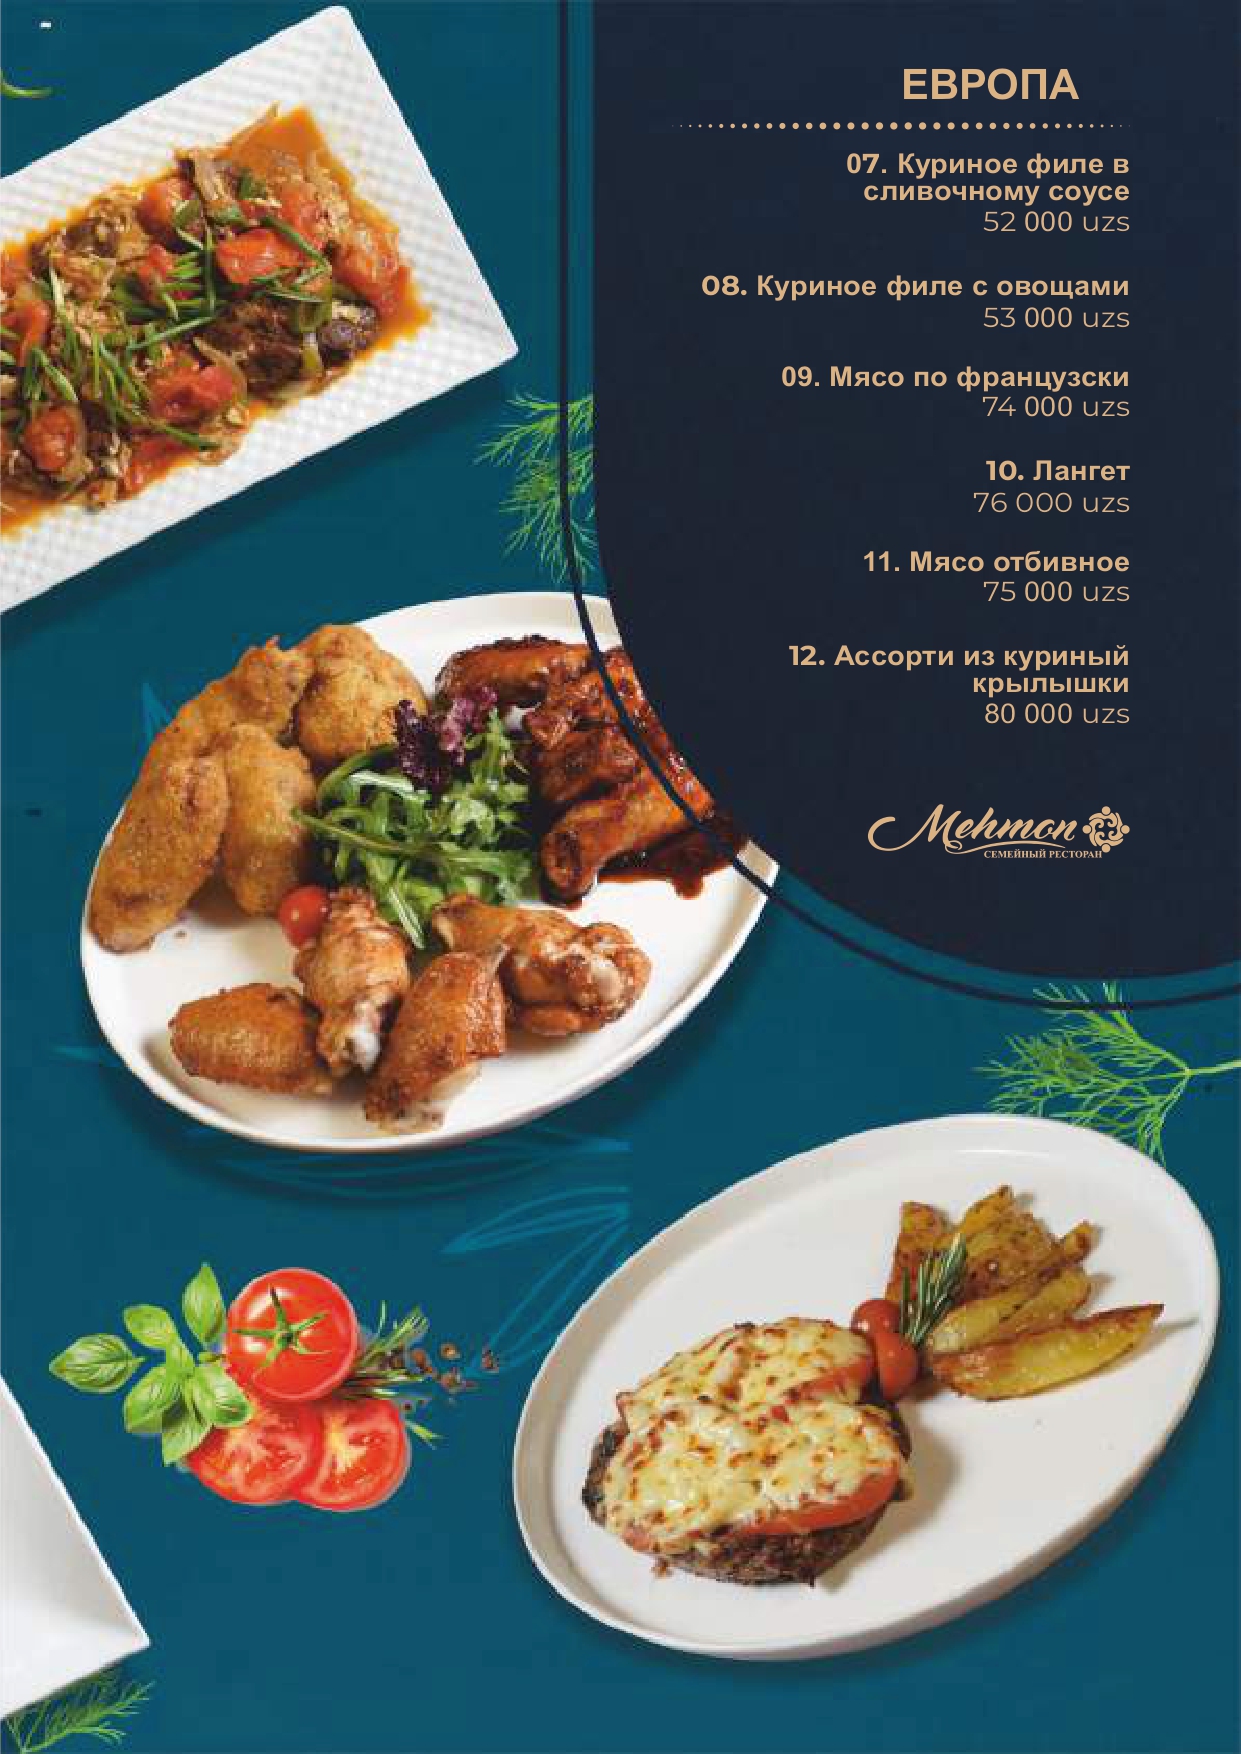 ЕВРОПА
07. Куриное филе в
сливочному соусе
52 000 uzs
08. Куриное филе с овощами
53 000 uzs
09. Мясо по французски
74 000 uzs
10. Лангет
76 000 uzs
11. Мясо отбивное
75 000 uzs
12. Ассорти из куриный
крылышки
80 000 uzs
Mehmon
СЕМЕЙНЫЙ РЕСТОРАН